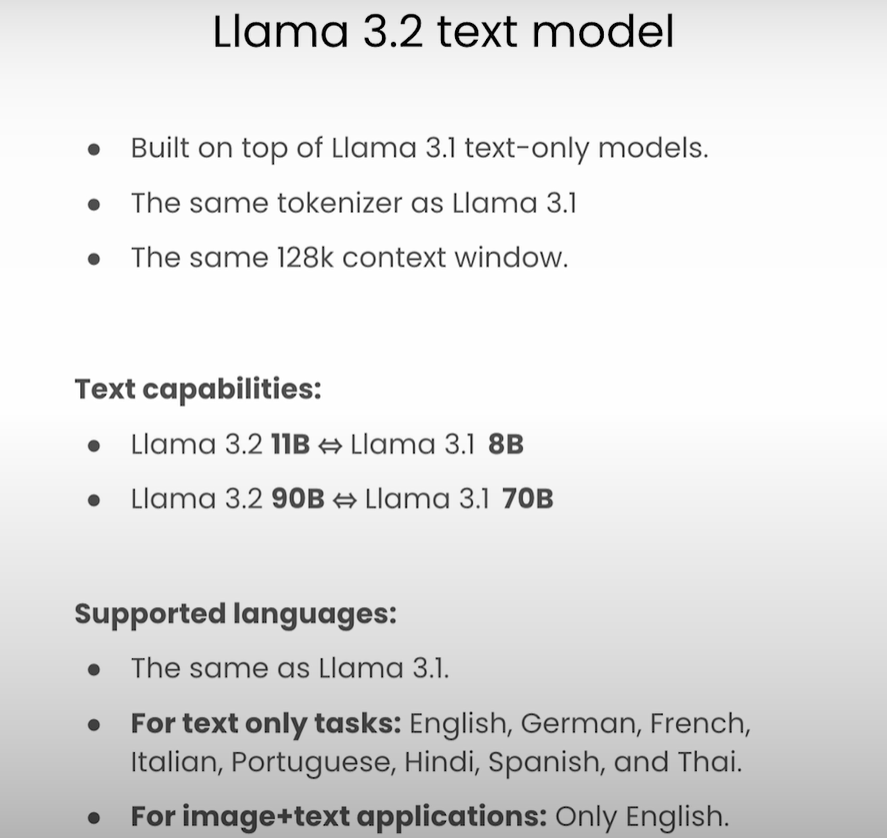 Llama 3.2 text model
● Built on top of Llama 3.1 text-only models.
● The same tokenizer as Llama 3.1
● The same 128k context window.
Text capabilities:
● Llama 3.2 11B ⇔ Llama 3.1 8B
● Llama 3.2 90B ⇔ Llama 3.1 70B
Supported languages:
● The same as Llama 3.1.
● For text only tasks: English, German, French,
Italian, Portuguese, Hindi, Spanish, and Thai.
● For image+text applications: Only English.